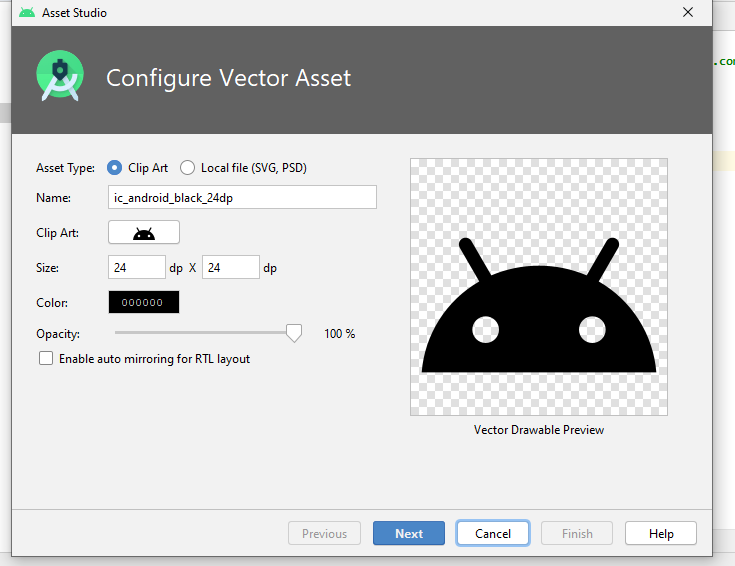 Asset Studio
Configure Vector Asset
.cou
Asset Type: Clip Art Local file (SVG, PSD)
Name: ic_android_black_24dp
Clip Art:
Size: 24 dp X 24 dp
Color: 000000
Opacity: 100 %
Enable auto mirroring for RTL layout
Vector Drawable Preview
Previous Next Cancel Finish Help